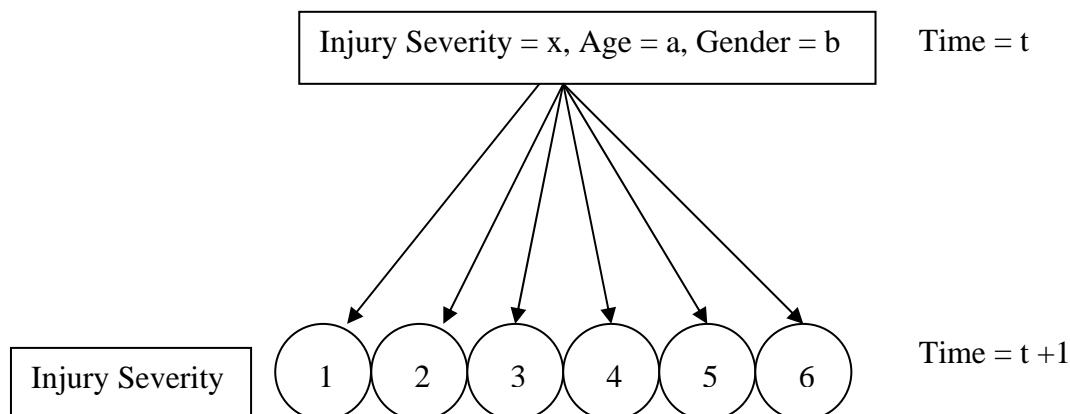 Injury Severity = x, Age = a, Gender = b
Time = t
Injury Severity
1 2 3 4 5 6
Time = t +1